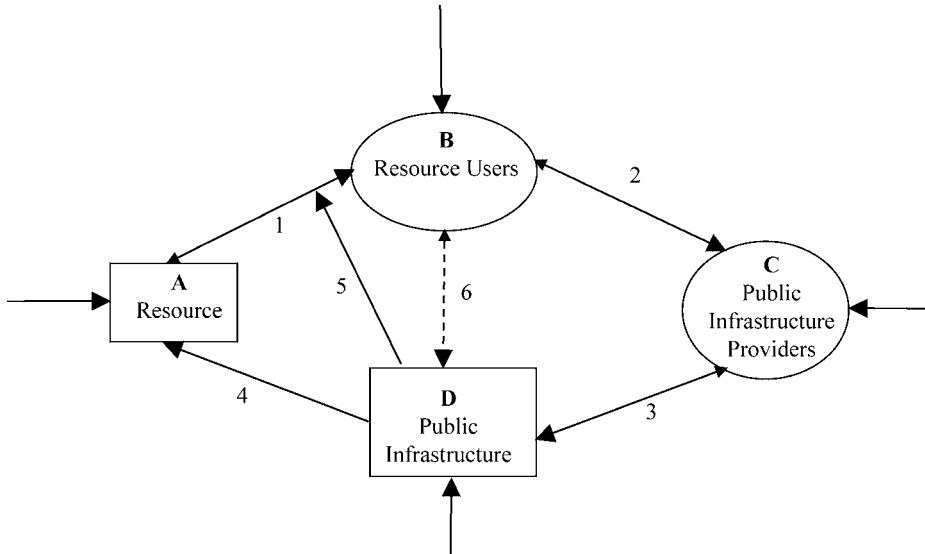 B
Resource Users
2
1
A
Resource
5
6
C
Public
Infrastructure
Providers
4
D
Public
Infrastructure
3